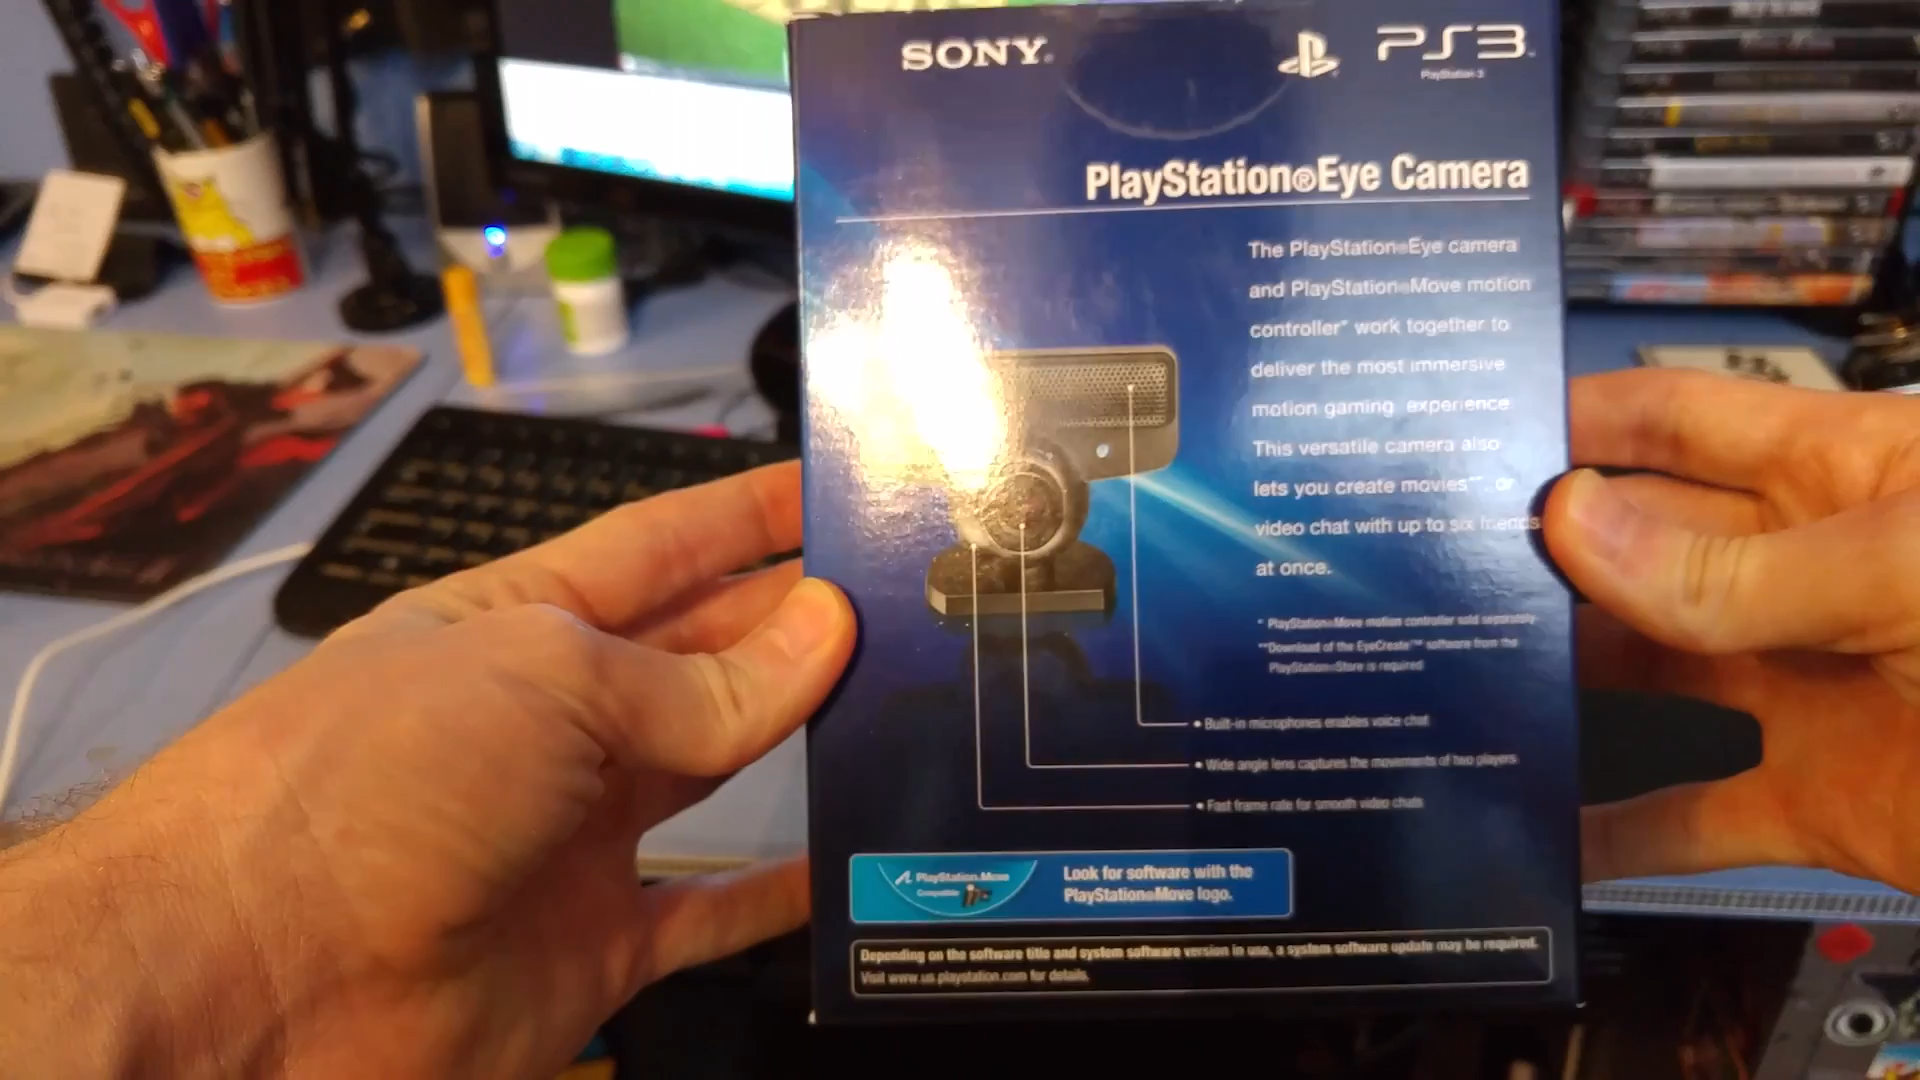 SONY
PS3
PlayStation 3
PlayStation®Eye Camera
The PlayStation®Eye camera
and PlayStation®Move motion
controller* work together to
deliver the most immersive
motion gaming experience.
This versatile camera also
lets you create movies**, or
video chat with up to six friends
at once.
* PlayStation®Move motion controller sold separately
**Download of the EyeCreate™ software from the
PlayStation®Store is required
• Built-in microphones enables voice chat
• Wide angle lens captures the movements of two players
• Fast frame rate for smooth video chats
PlayStation.Move
Compatible
Look for software with the
PlayStation®Move logo.
Depending on the software title and system software version in use, a system software update may be required.
Visit www.us.playstation.com for details.